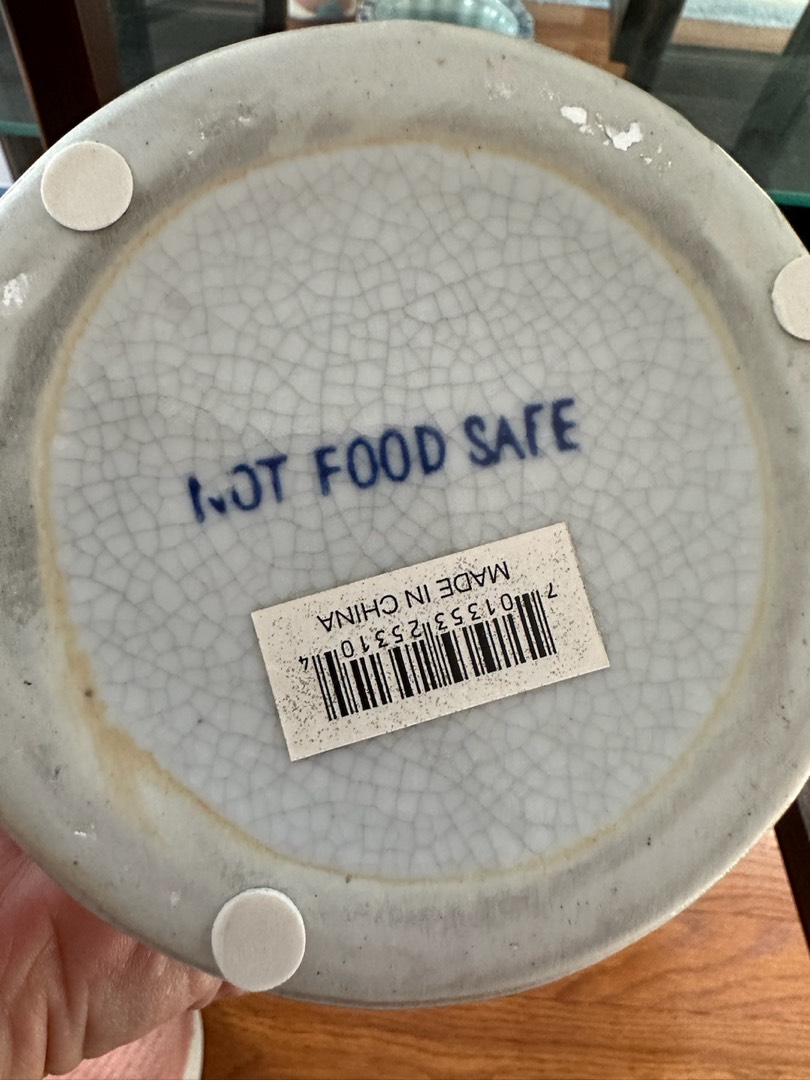 NOT FOOD SAFE
MADE IN CHINA
7 01353 25310 4